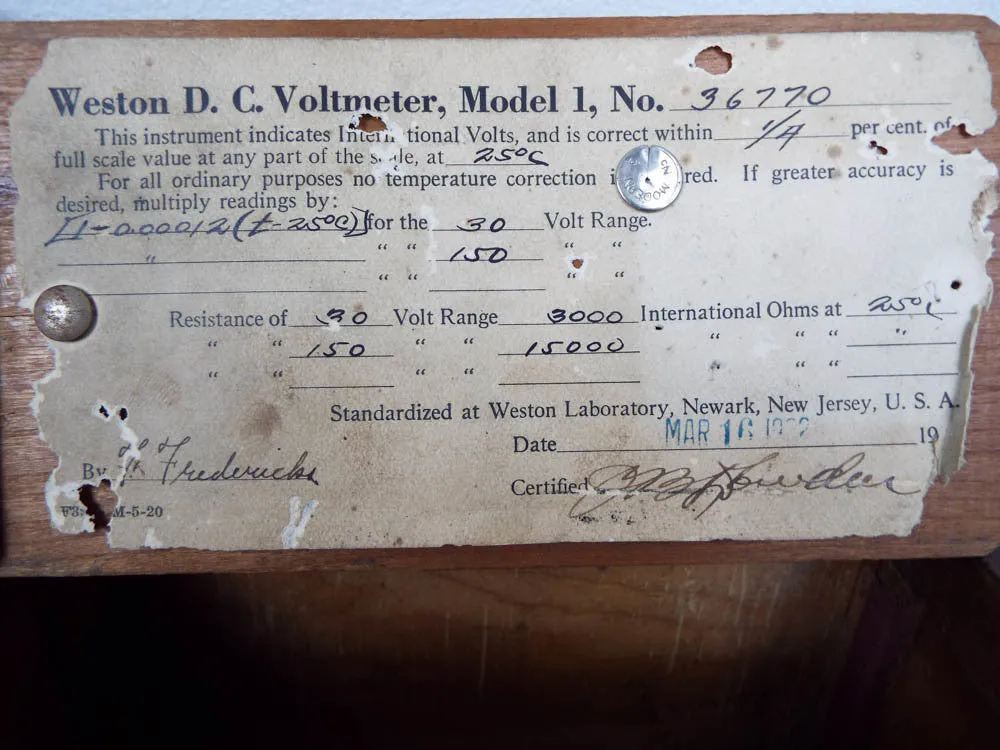 Weston D. C. Voltmeter, Model 1, No. 36770
This instrument indicates Inter tional Volts, and is correct within 1/4 per cent. of
full scale value at any part of the s le, at 25°C
For all ordinary purposes no temperature correction i red. If greater accuracy is
desired, multiply readings by:
[1-0.00012(t-25°C)] for the 30 Volt Range.
" " " 150 " "
" " " "
Resistance of 30 Volt Range 3000 International Ohms at 25°C
" " 150 " " 15000 " " " "
" " " " " " "
Standardized at Weston Laboratory, Newark, New Jersey, U. S. A.
Date MAR 16 19
By Fredericks
Certified
M-5-20
MODERN